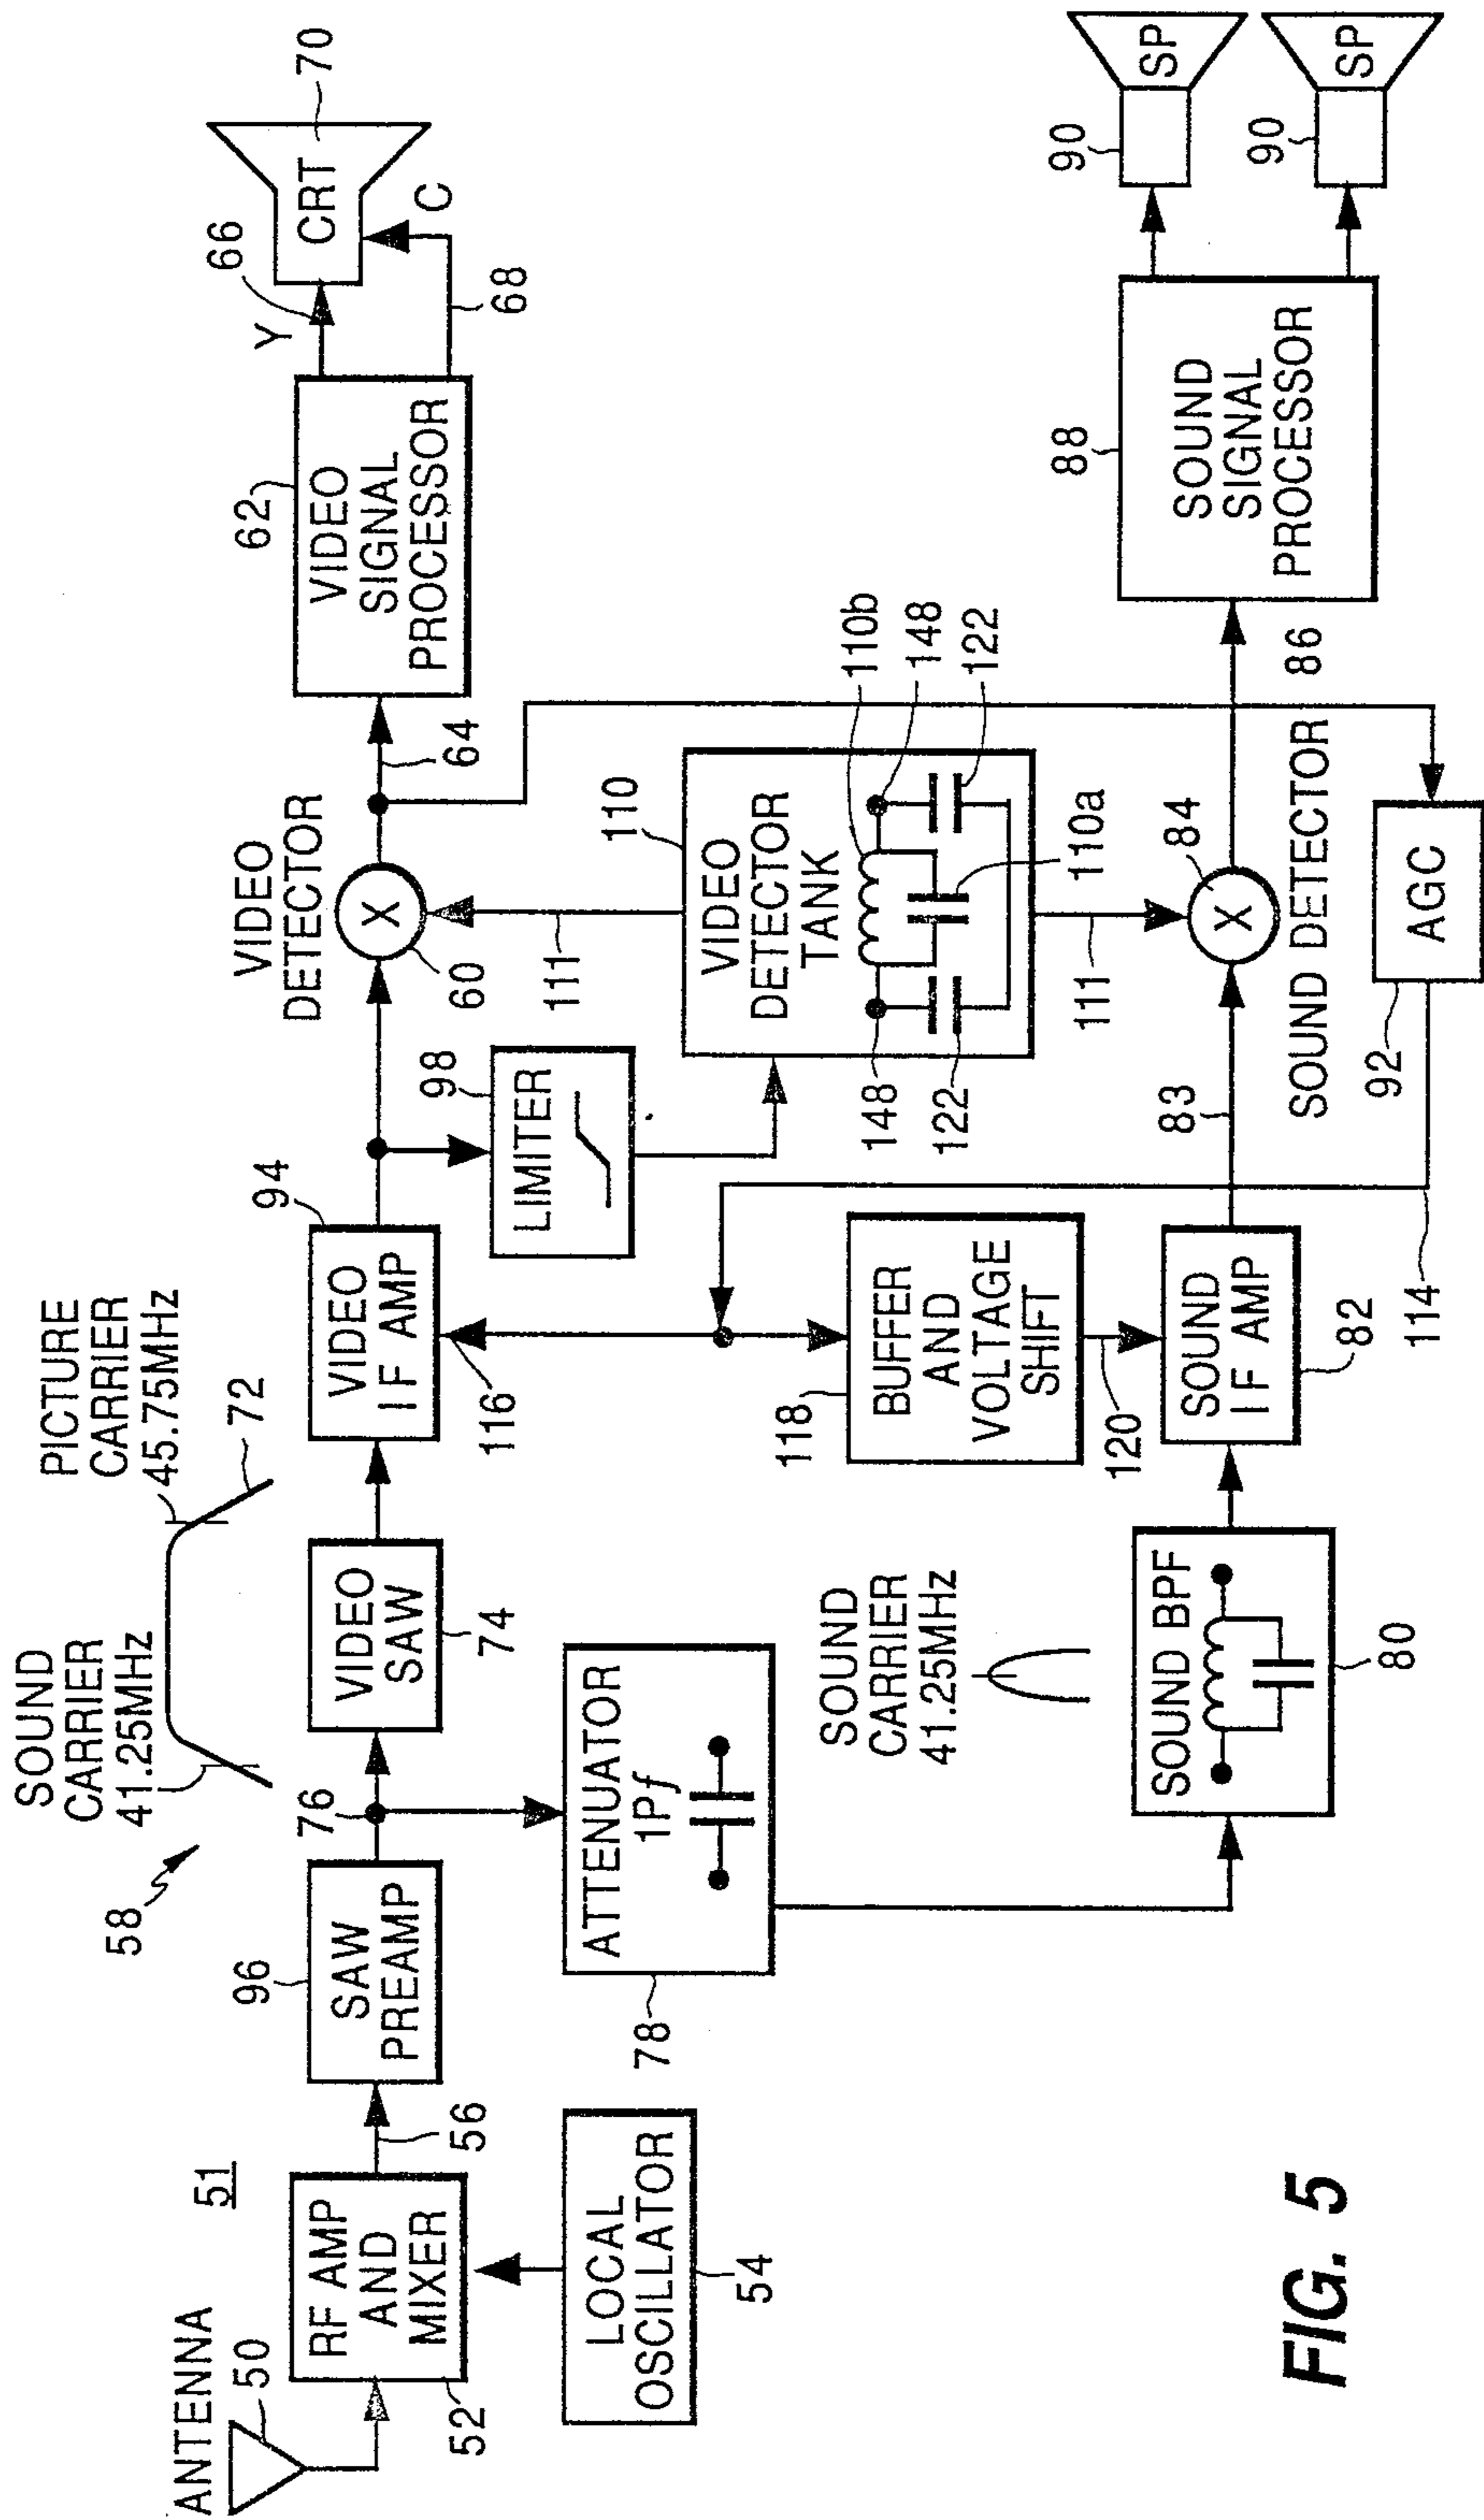 ANTENNA
50
51
RF AMP
AND
MIXER
52
LOCAL
OSCILLATOR
54
56
58
96
SAW
PREAMP
76
SOUND
CARRIER
41.25MHz
PICTURE
CARRIER
45.75MHz
72
VIDEO
SAW
74
94
VIDEO
IF AMP
116
98
LIMITER
VIDEO
DETECTOR
X
60
64
62
VIDEO
SIGNAL
PROCESSOR
Y
66
68
C
CRT
70
ATTENUATOR
1Pf
78
SOUND
CARRIER
41.25MHz
SOUND BPF
80
118
BUFFER
AND
VOLTAGE
SHIFT
120
SOUND
IF AMP
82
114
111
110
VIDEO
DETECTOR
TANK
148
122
110b
148
122
110a
111
83
84
X
SOUND DETECTOR
86
92
AGC
88
SOUND
SIGNAL
PROCESSOR
90
SP
90
SP
FIG. 5